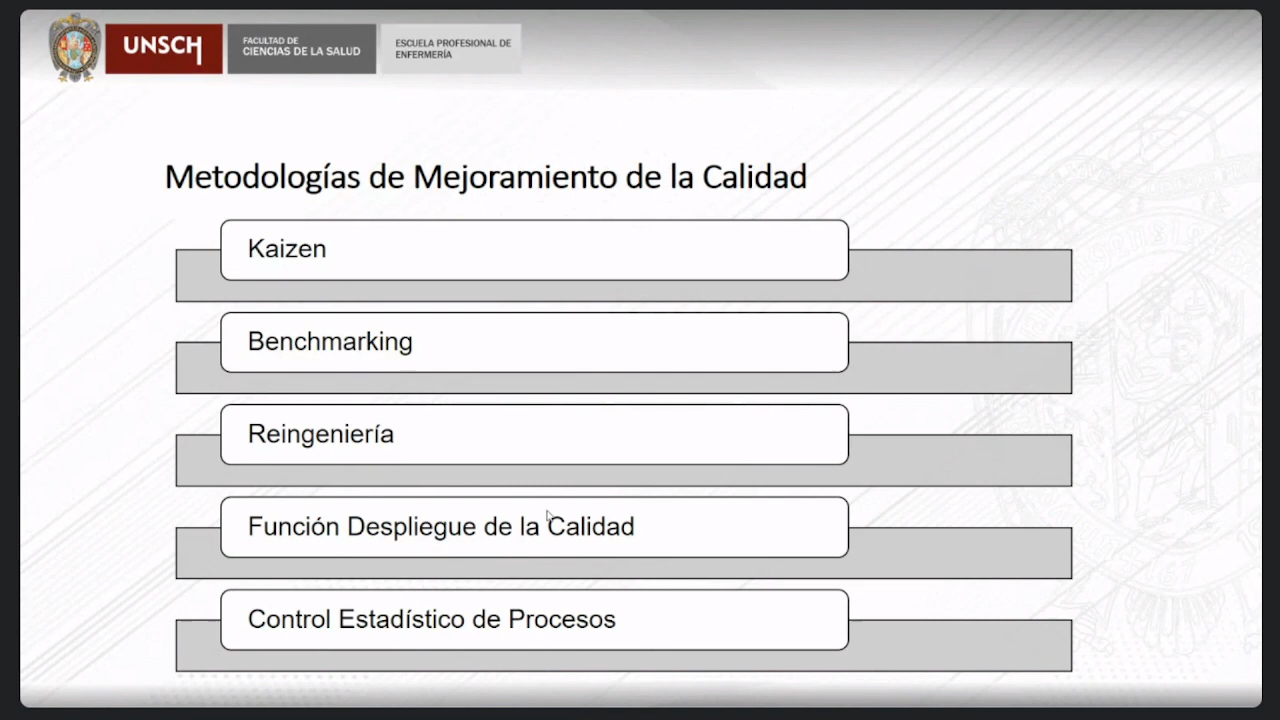 UNSCH
FACULTAD DE
CIENCIAS DE LA SALUD
ESCUELA PROFESIONAL DE
ENFERMERÍA
Metodologías de Mejoramiento de la Calidad
Kaizen
Benchmarking
Reingeniería
Función Despliegue de la Calidad
Control Estadístico de Procesos